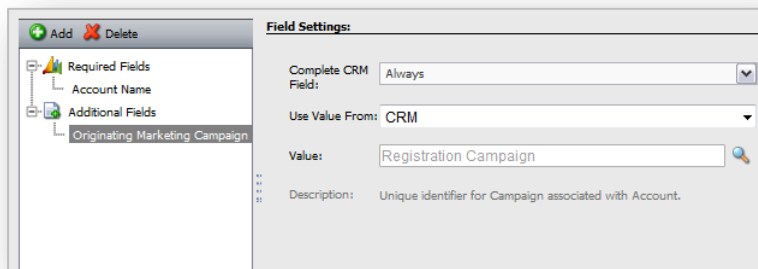 Add Delete
Required Fields
Account Name
Additional Fields
Originating Marketing Campaign
Field Settings:
Complete CRM
Field:
Always
Use Value From: CRM
Value: Registration Campaign
Description: Unique identifier for Campaign associated with Account.